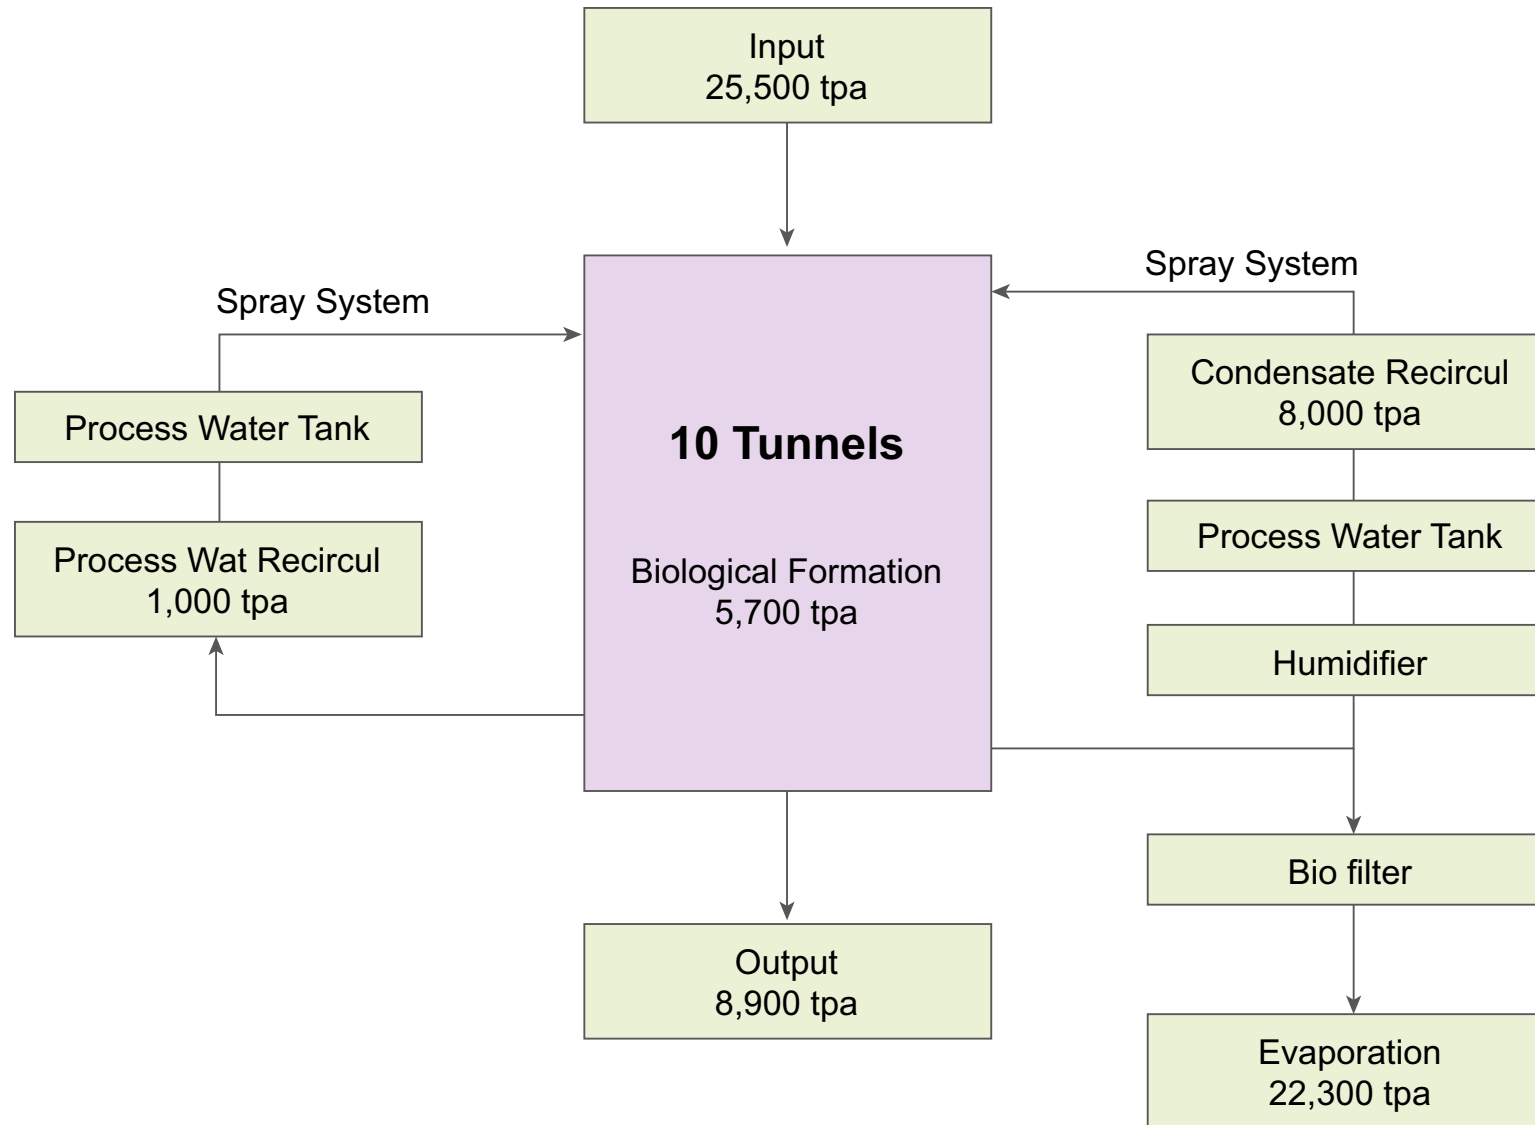 Input
25,500 tpa
Spray System
Spray System
Process Water Tank
Process Wat Recircul
1,000 tpa
10 Tunnels
Biological Formation
5,700 tpa
Condensate Recircul
8,000 tpa
Process Water Tank
Humidifier
Bio filter
Output
8,900 tpa
Evaporation
22,300 tpa